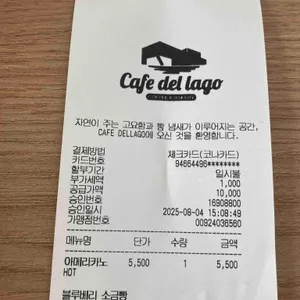 Cafe del lago
자연이 주는 고요함과 빵 냄새가 이루어지는 공간,
CAFE DELLAGO에 오신 것을 환영합니다.
결제방법 체크카드(코나카드)
카드번호 94664496********
할부기간 일시불
부가세액 1,000
공급가액 10,000
승인번호 16908800
승인일시 2025-08-04 15:08:49
가맹점번호 00924036560
메뉴명 단가 수량 금액
아메리카노 5,500 1 5,500
HOT
블루베리 소금빵